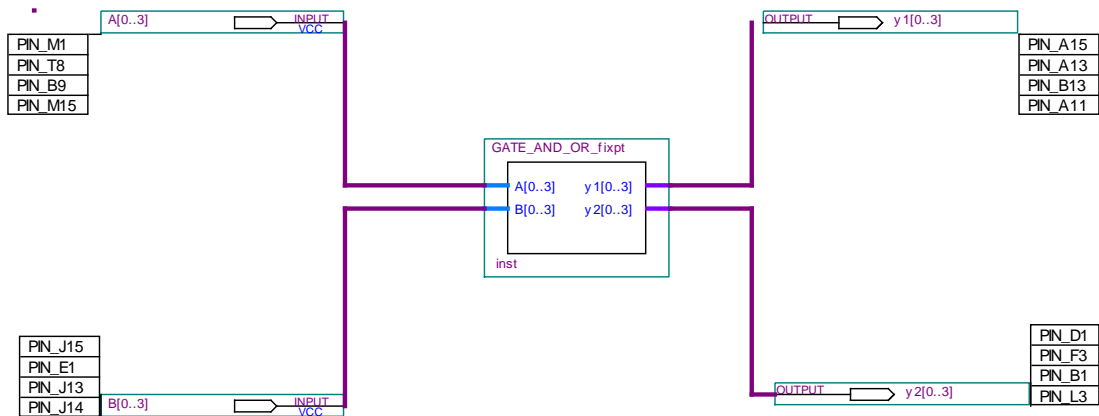 A[0..3] INPUT
VCC
PIN_M1
PIN_T8
PIN_B9
PIN_M15
OUTPUT y1[0..3]
PIN_A15
PIN_A13
PIN_B13
PIN_A11
GATE_AND_OR_fixpt
A[0..3] y1[0..3]
B[0..3] y2[0..3]
inst
PIN_J15
PIN_E1
PIN_J13
PIN_J14
B[0..3] INPUT
VCC
PIN_D1
PIN_F3
PIN_B1
PIN_L3
OUTPUT y2[0..3]